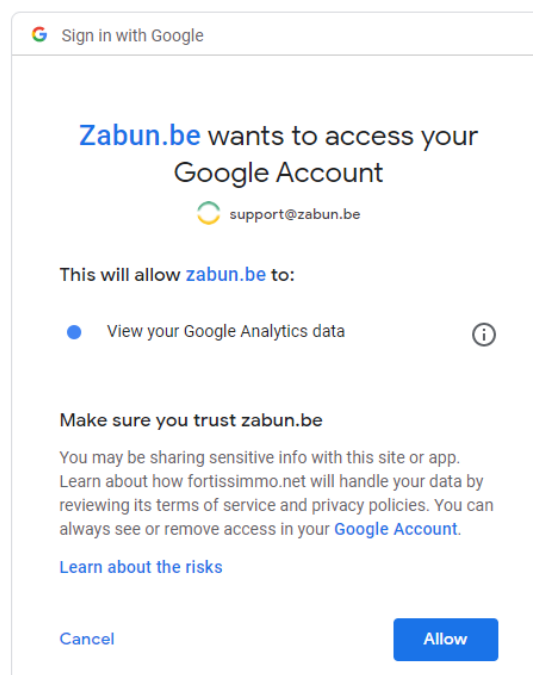 Sign in with Google
Zabun.be wants to access your
Google Account
support@zabun.be
This will allow zabun.be to:
View your Google Analytics data
Make sure you trust zabun.be
You may be sharing sensitive info with this site or app.
Learn about how fortissimmo.net will handle your data by
reviewing its terms of service and privacy policies. You can
always see or remove access in your Google Account.
Learn about the risks
Cancel
Allow